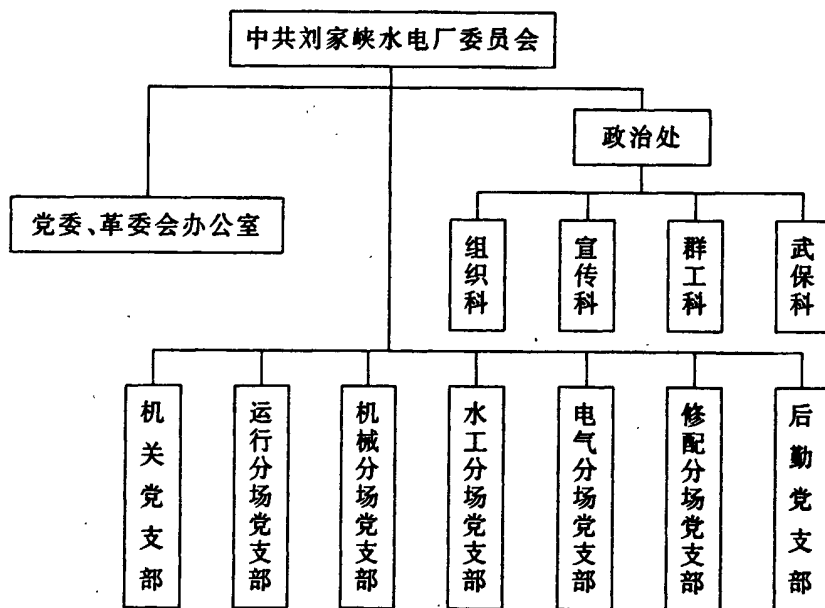 中共刘家峡水电厂委员会
政治处
党委、革委会办公室
组织科
宣传科
群工科
武保科
机关党支部
运行分场党支部
机械分场党支部
水工分场党支部
电气分场党支部
修配分场党支部
后勤党支部